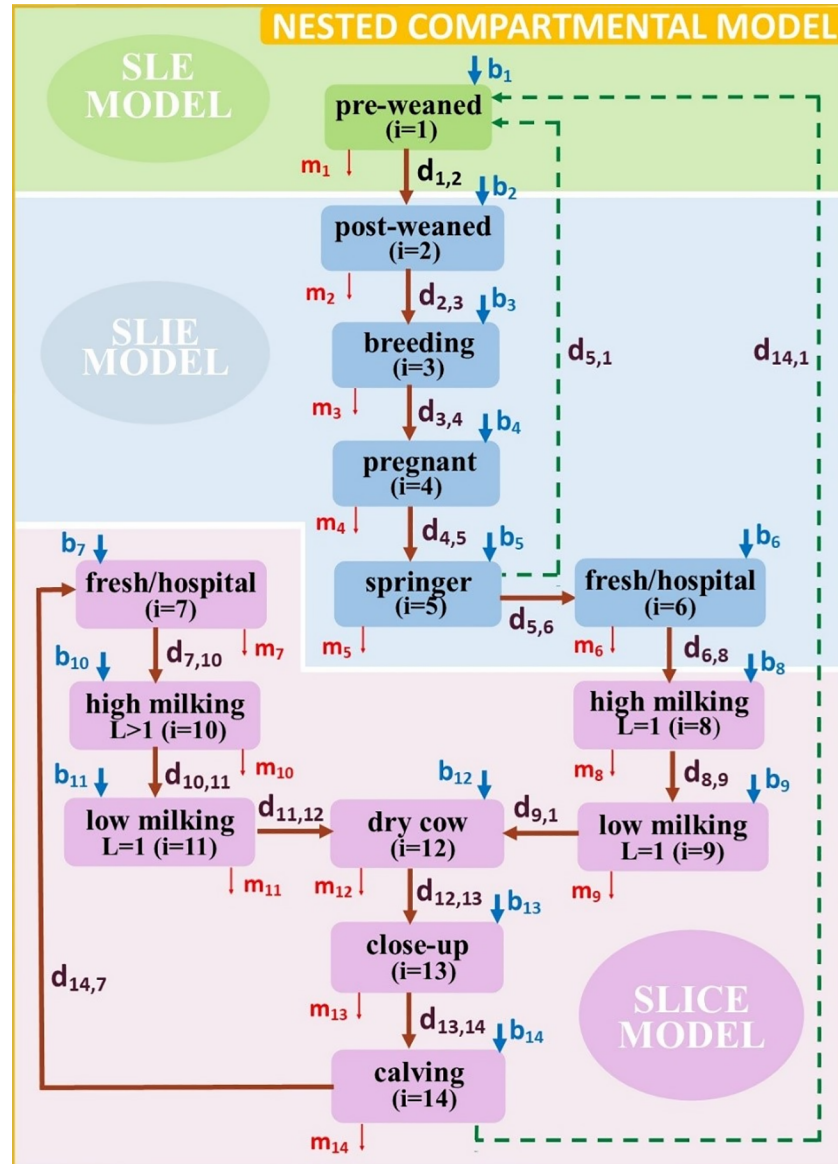 NESTED COMPARTMENTAL MODEL
SLE
MODEL
b1
pre-weaned
(i=1)
m1
d1,2
b2
post-weaned
(i=2)
m2
d2,3
b3
SLIE
MODEL
breeding
(i=3)
d5,1
d14,1
m3
d3,4
b4
pregnant
(i=4)
m4
d4,5
b5
b7
b6
fresh/hospital
(i=7)
springer
(i=5)
fresh/hospital
(i=6)
d5,6
m7
m5
m6
d7,10
d6,8
b10
b8
high milking
L>1 (i=10)
high milking
L=1 (i=8)
m10
m8
d10,11
d8,9
b11
b12
b9
low milking
L=1 (i=11)
d11,12
dry cow
(i=12)
d9,1
low milking
L=1 (i=9)
m11
m12
m9
d12,13
b13
close-up
(i=13)
d14,7
SLICE
MODEL
m13
d13,14
b14
calving
(i=14)
m14